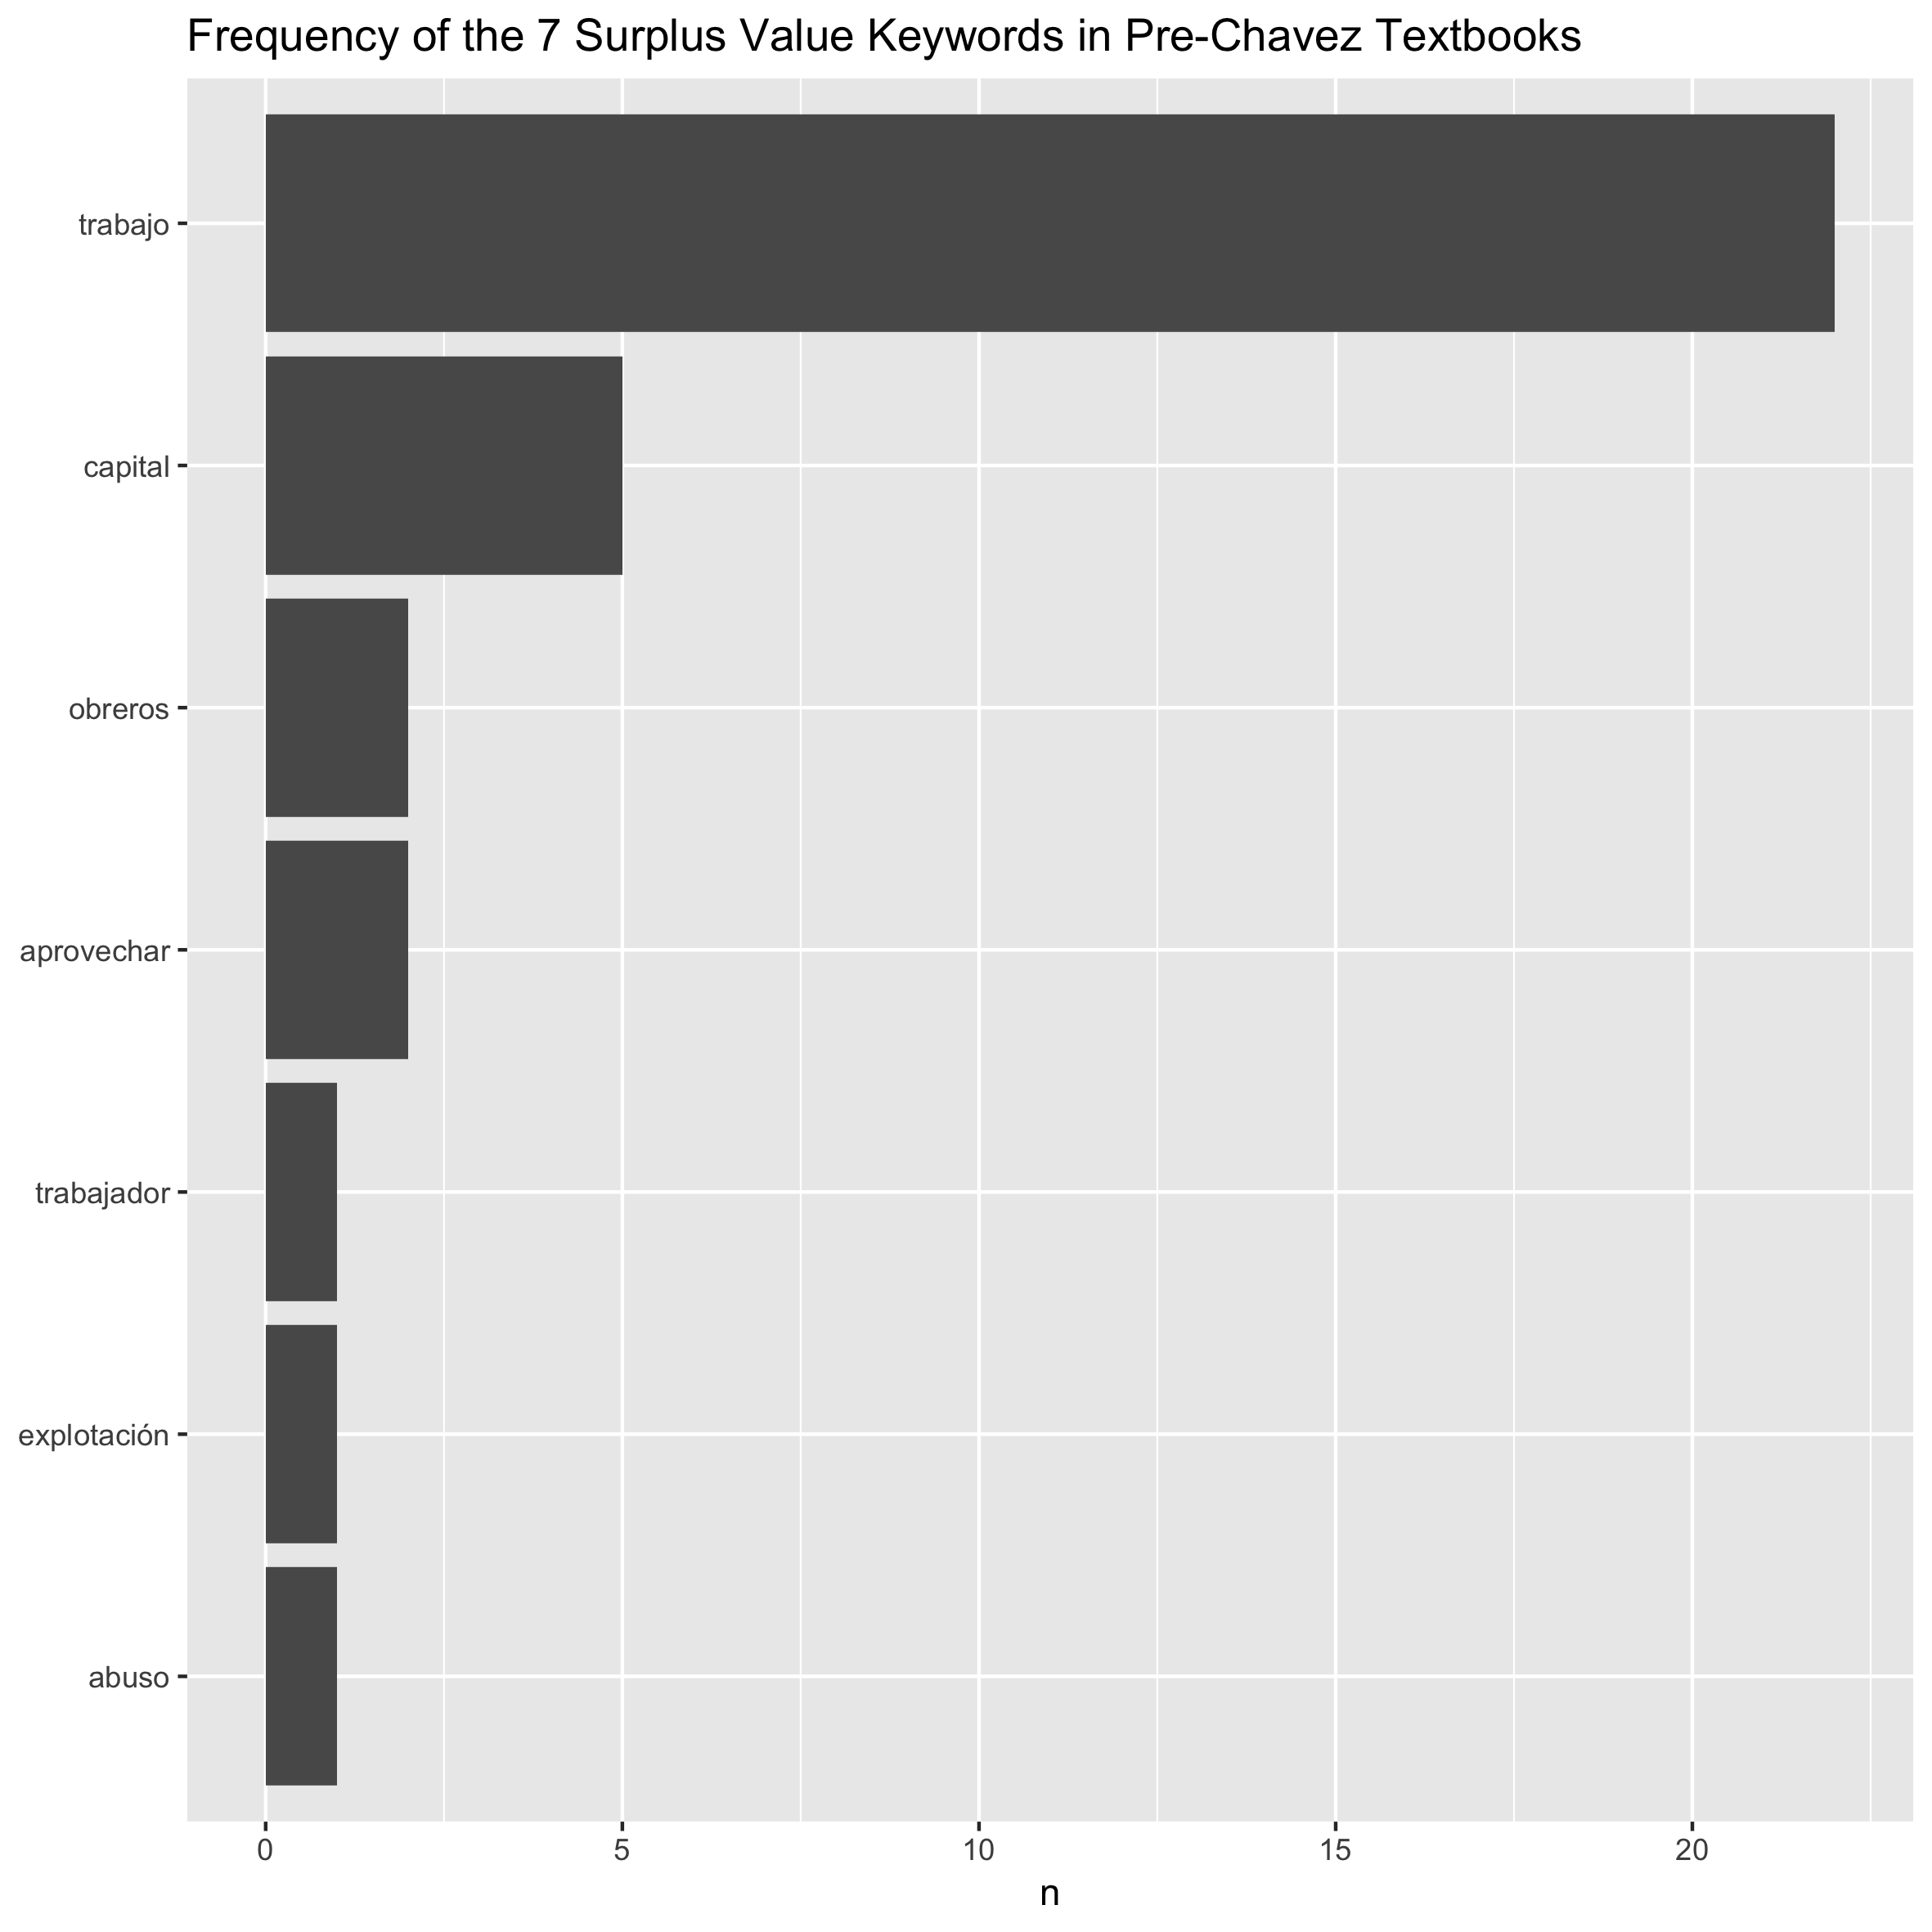 Frequency of the 7 Surplus Value Keywords in Pre-Chavez Textbooks
trabajo
capital
obreros
aprovechar
trabajador
explotación
abuso
0 5 10 15 20
n